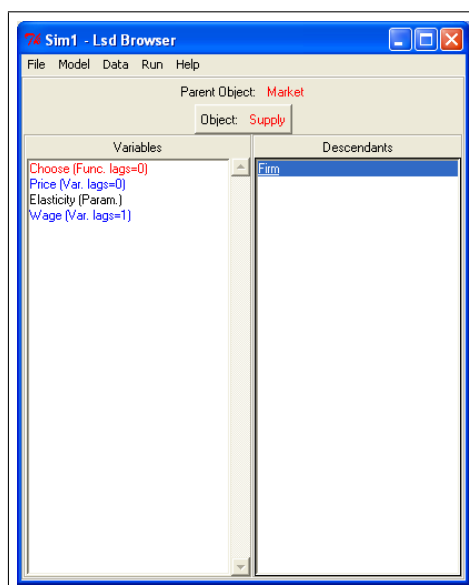 Sim1 - Lsd Browser
File Model Data Run Help
Parent Object: Market
Object: Supply
Variables Descendants
Choose (Func. lags=0)
Price (Var. lags=0)
Elasticity (Param.)
Wage (Var. lags=1)
Firm